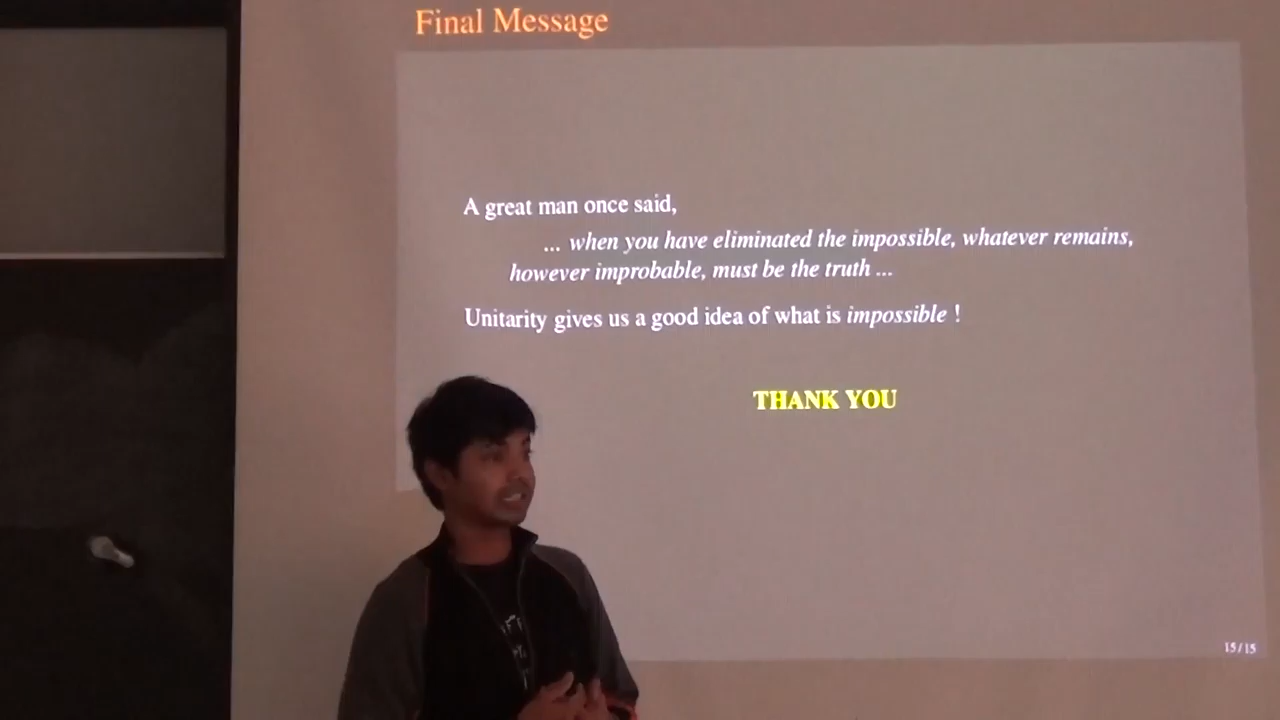 Final Message
A great man once said,
... when you have eliminated the impossible, whatever remains,
however improbable, must be the truth ...
Unitarity gives us a good idea of what is impossible !
THANK YOU
15/15